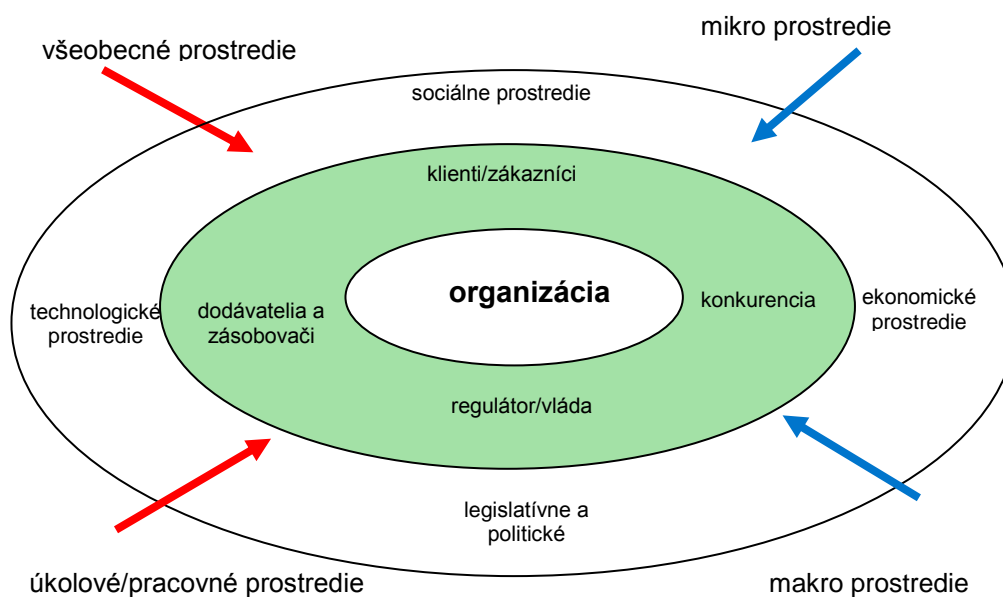 mikro prostredie
všeobecné prostredie
sociálne prostredie
klienti/zákazníci
organizácia
technologické
prostredie
dodávatelia a
zásobovači
konkurencia
ekonomické
prostredie
regulátor/vláda
legislatívne a
politické
úkolové/pracovné prostredie
makro prostredie